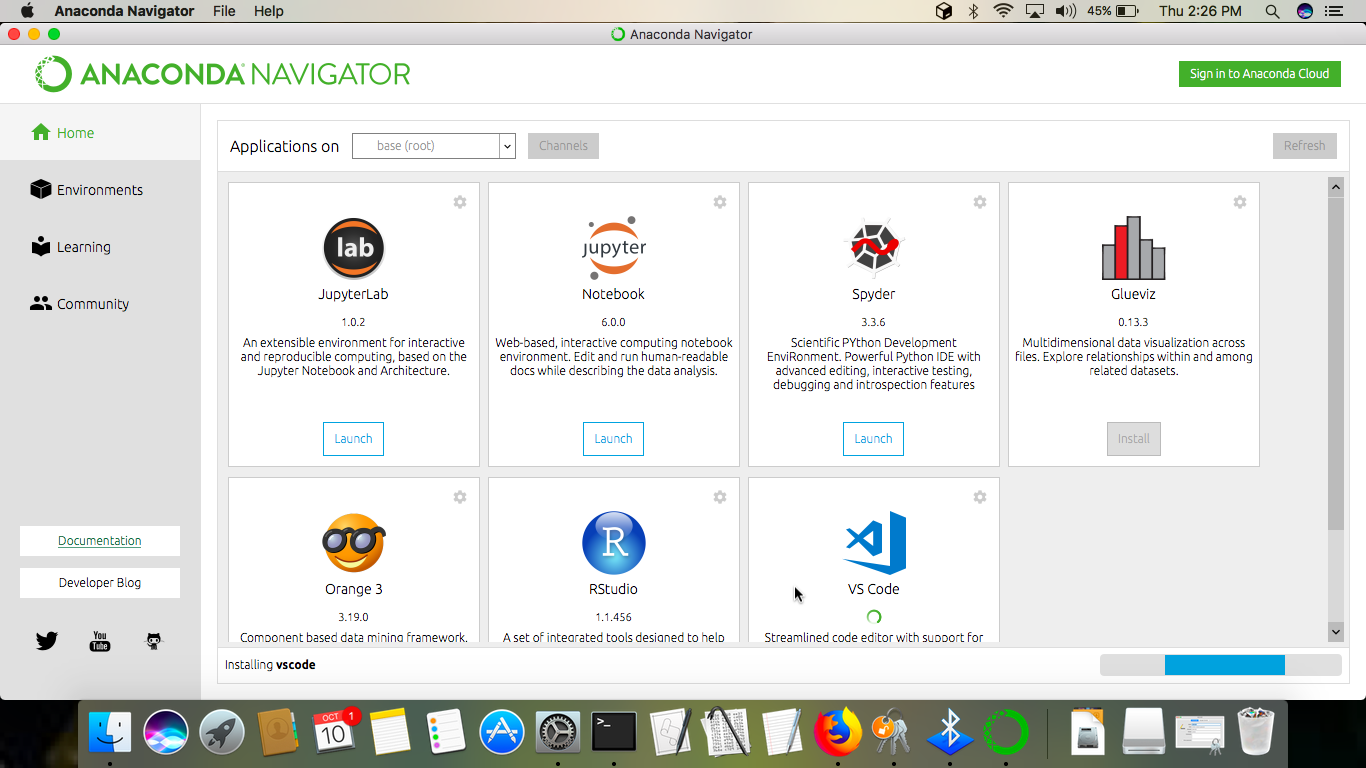 Anaconda Navigator File Help 45% Thu 2:26 PM
Anaconda Navigator
ANACONDA NAVIGATOR
Sign in to Anaconda Cloud
Home
Environments
Learning
Community
Documentation
Developer Blog
You
Tube
Applications on base (root) Channels Refresh
lab
JupyterLab
1.0.2
An extensible environment for interactive
and reproducible computing, based on the
Jupyter Notebook and Architecture.
Launch
jupyter
Notebook
6.0.0
Web-based, interactive computing notebook
environment. Edit and run human-readable
docs while describing the data analysis.
Launch
Spyder
3.3.6
Scientific PYthon Development
EnviRonment. Powerful Python IDE with
advanced editing, interactive testing,
debugging and introspection features
Launch
Glueviz
0.13.3
Multidimensional data visualization across
files. Explore relationships within and among
related datasets.
Install
Orange 3
3.19.0
Component based data mining framework.
R
RStudio
1.1.456
A set of integrated tools designed to help
VS Code
Streamlined code editor with support for
Installing vscode
OCT
10
1
>_